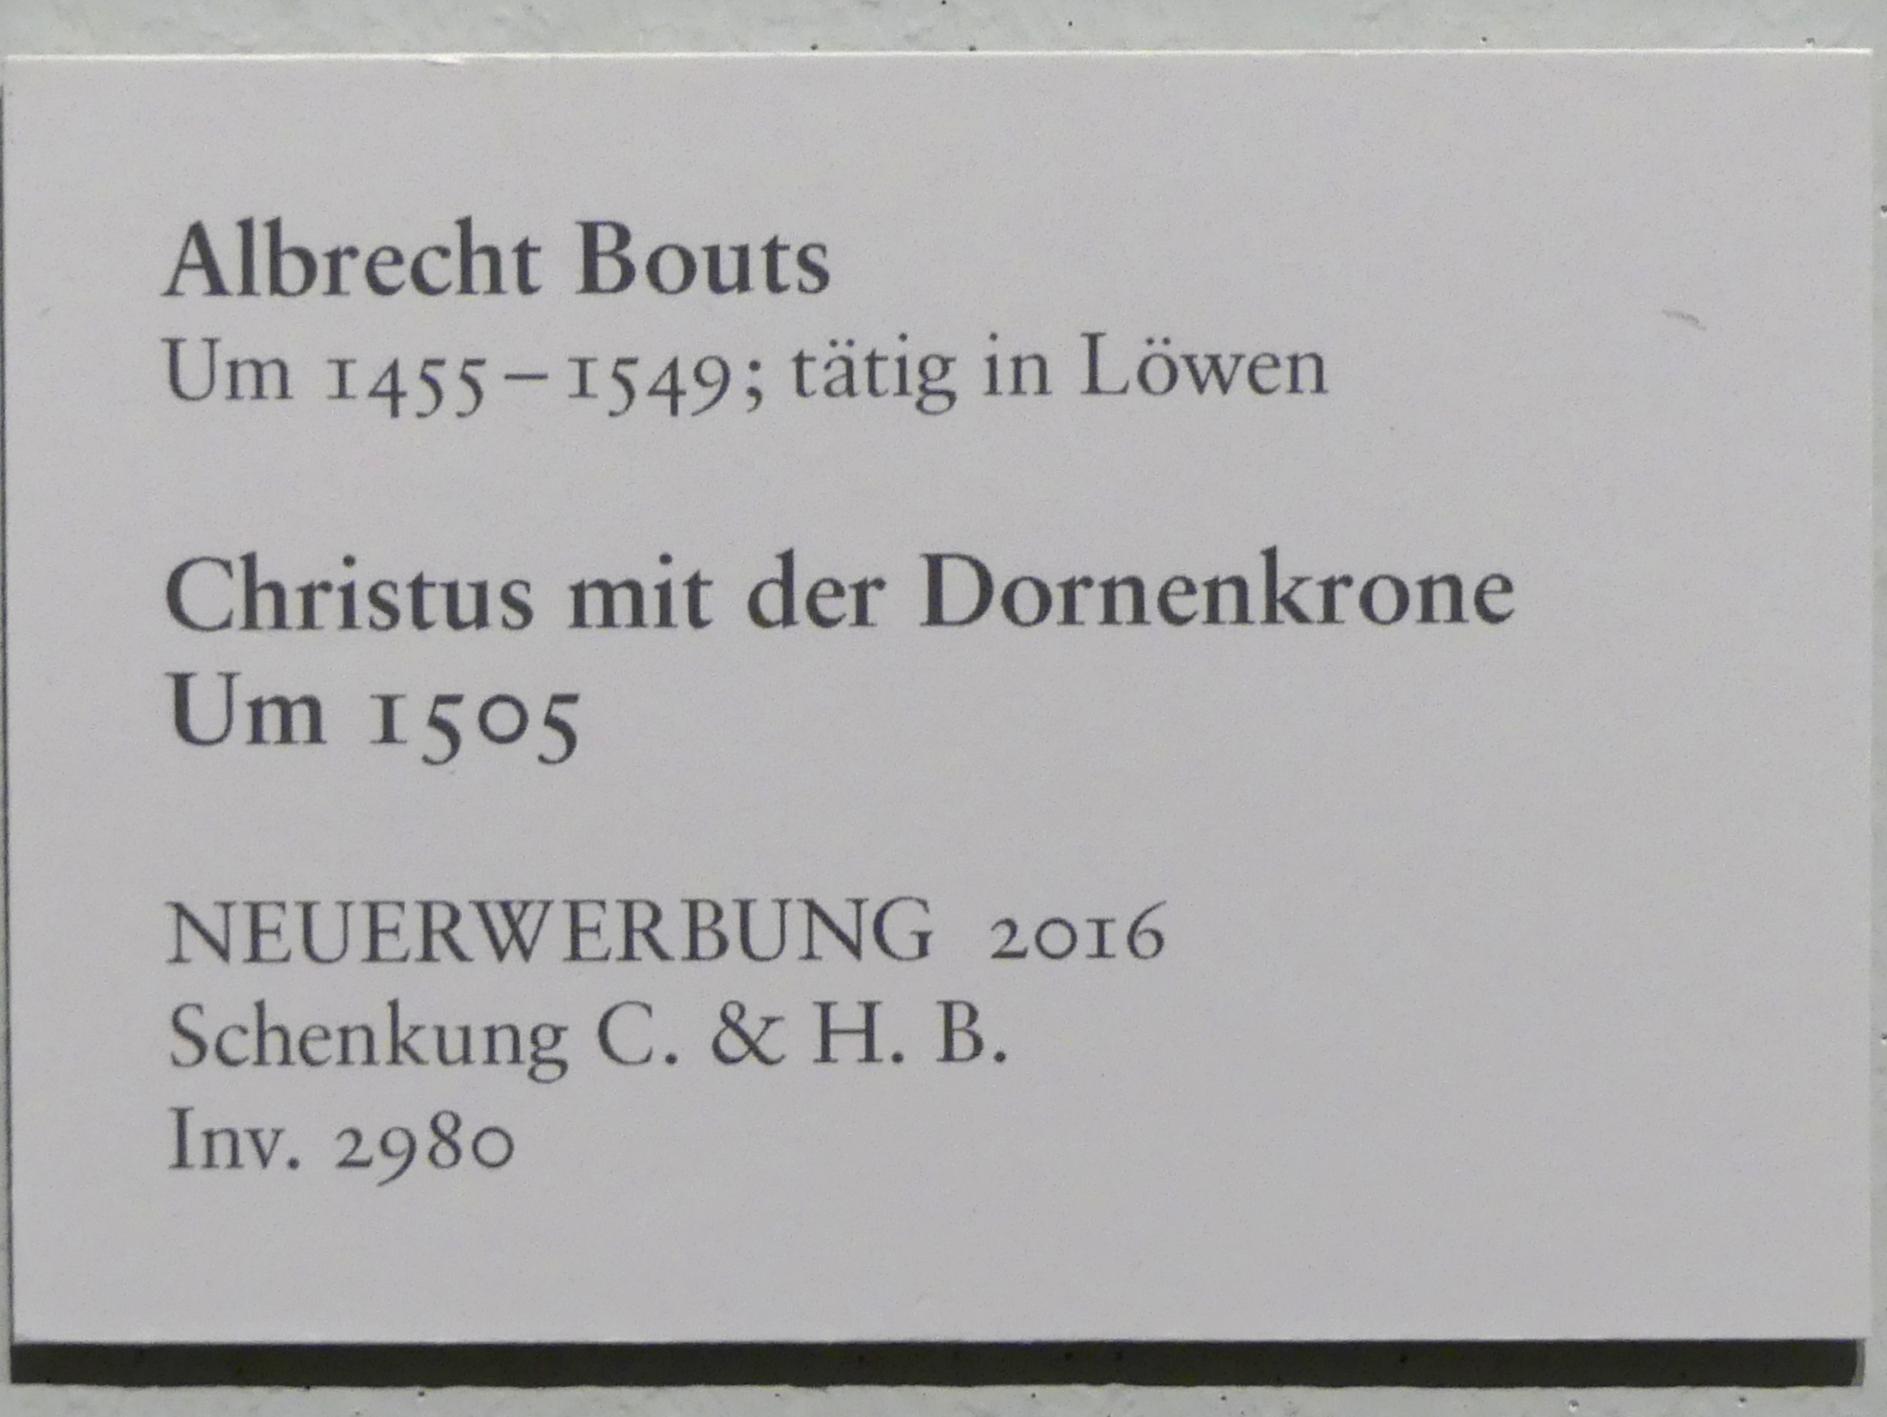 Albrecht Bouts
Um 1455–1549; tätig in Löwen
Christus mit der Dornenkrone
Um 1505
NEUERWERBUNG 2016
Schenkung C. & H. B.
Inv. 2980